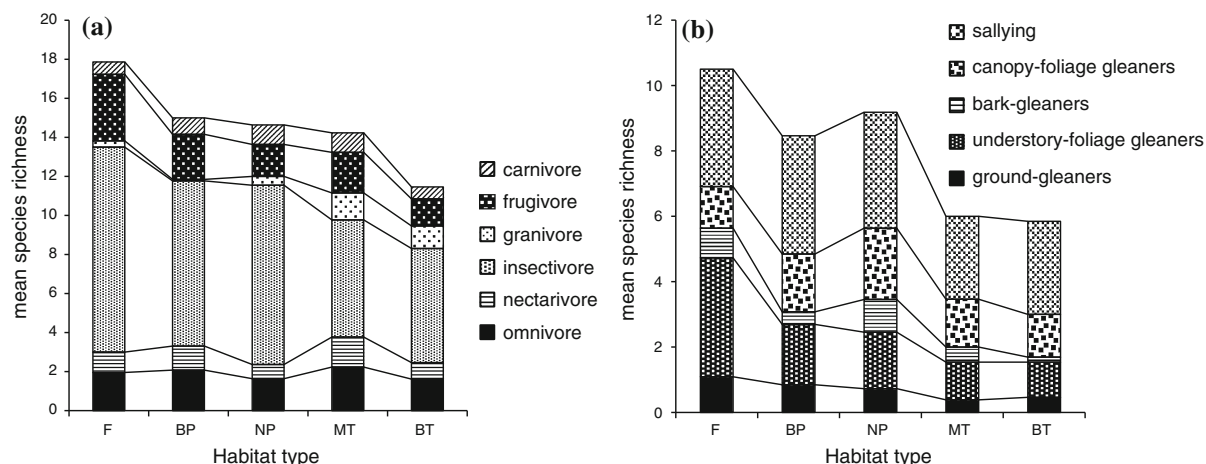 (a)
mean species richness
20
18
16
14
12
10
8
6
4
2
0
F BP NP MT BT
Habitat type
carnivore
frugivore
granivore
insectivore
nectarivore
omnivore
(b)
mean species richness
12
10
8
6
4
2
0
F BP NP MT BT
Habitat type
sallying
canopy-foliage gleaners
bark-gleaners
understory-foliage gleaners
ground-gleaners